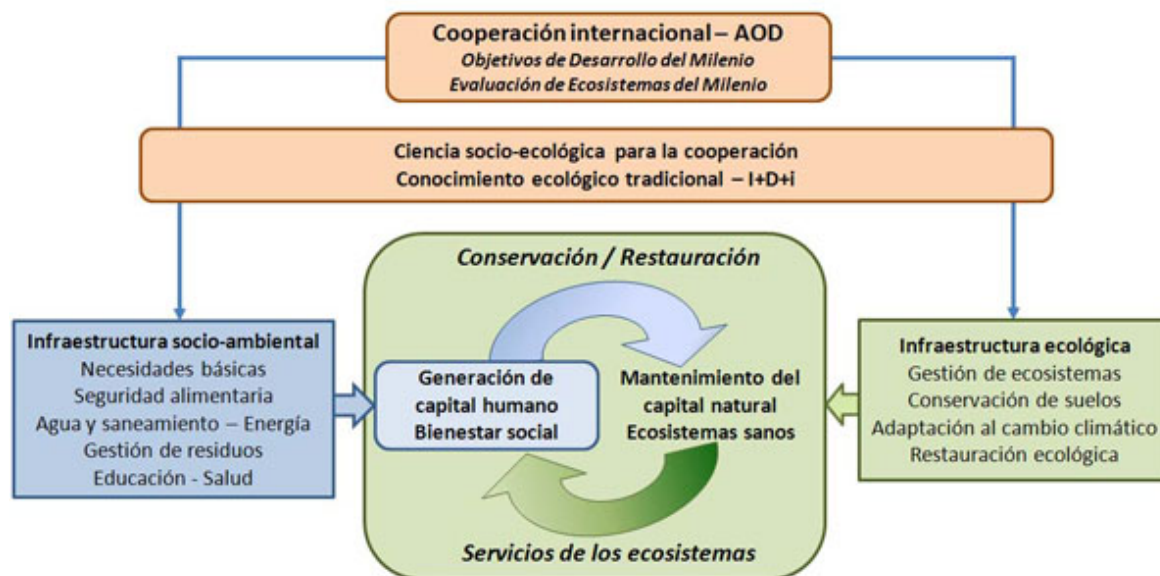 Cooperación internacional – AOD
Objetivos de Desarrollo del Milenio
Evaluación de Ecosistemas del Milenio
Ciencia socio-ecológica para la cooperación
Conocimiento ecológico tradicional – I+D+i
Conservación / Restauración
Infraestructura socio-ambiental
Necesidades básicas
Seguridad alimentaria
Agua y saneamiento – Energía
Gestión de residuos
Educación - Salud
Generación de
capital humano
Bienestar social
Mantenimiento del
capital natural
Ecosistemas sanos
Infraestructura ecológica
Gestión de ecosistemas
Conservación de suelos
Adaptación al cambio climático
Restauración ecológica
Servicios de los ecosistemas